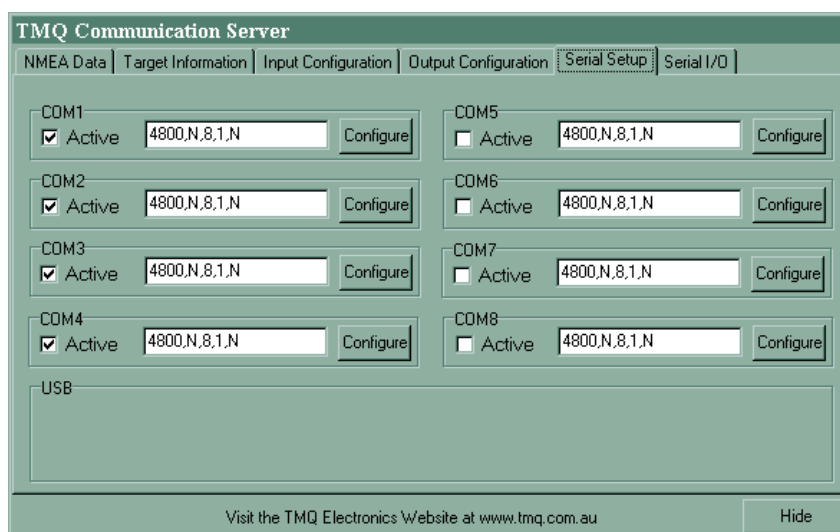 TMQ Communication Server
NMEA Data Target Information Input Configuration Output Configuration Serial Setup Serial I/O
COM1
Active 4800,N,8,1,N Configure
COM2
Active 4800,N,8,1,N Configure
COM3
Active 4800,N,8,1,N Configure
COM4
Active 4800,N,8,1,N Configure
COM5
Active 4800,N,8,1,N Configure
COM6
Active 4800,N,8,1,N Configure
COM7
Active 4800,N,8,1,N Configure
COM8
Active 4800,N,8,1,N Configure
USB
Visit the TMQ Electronics Website at www.tmq.com.au Hide